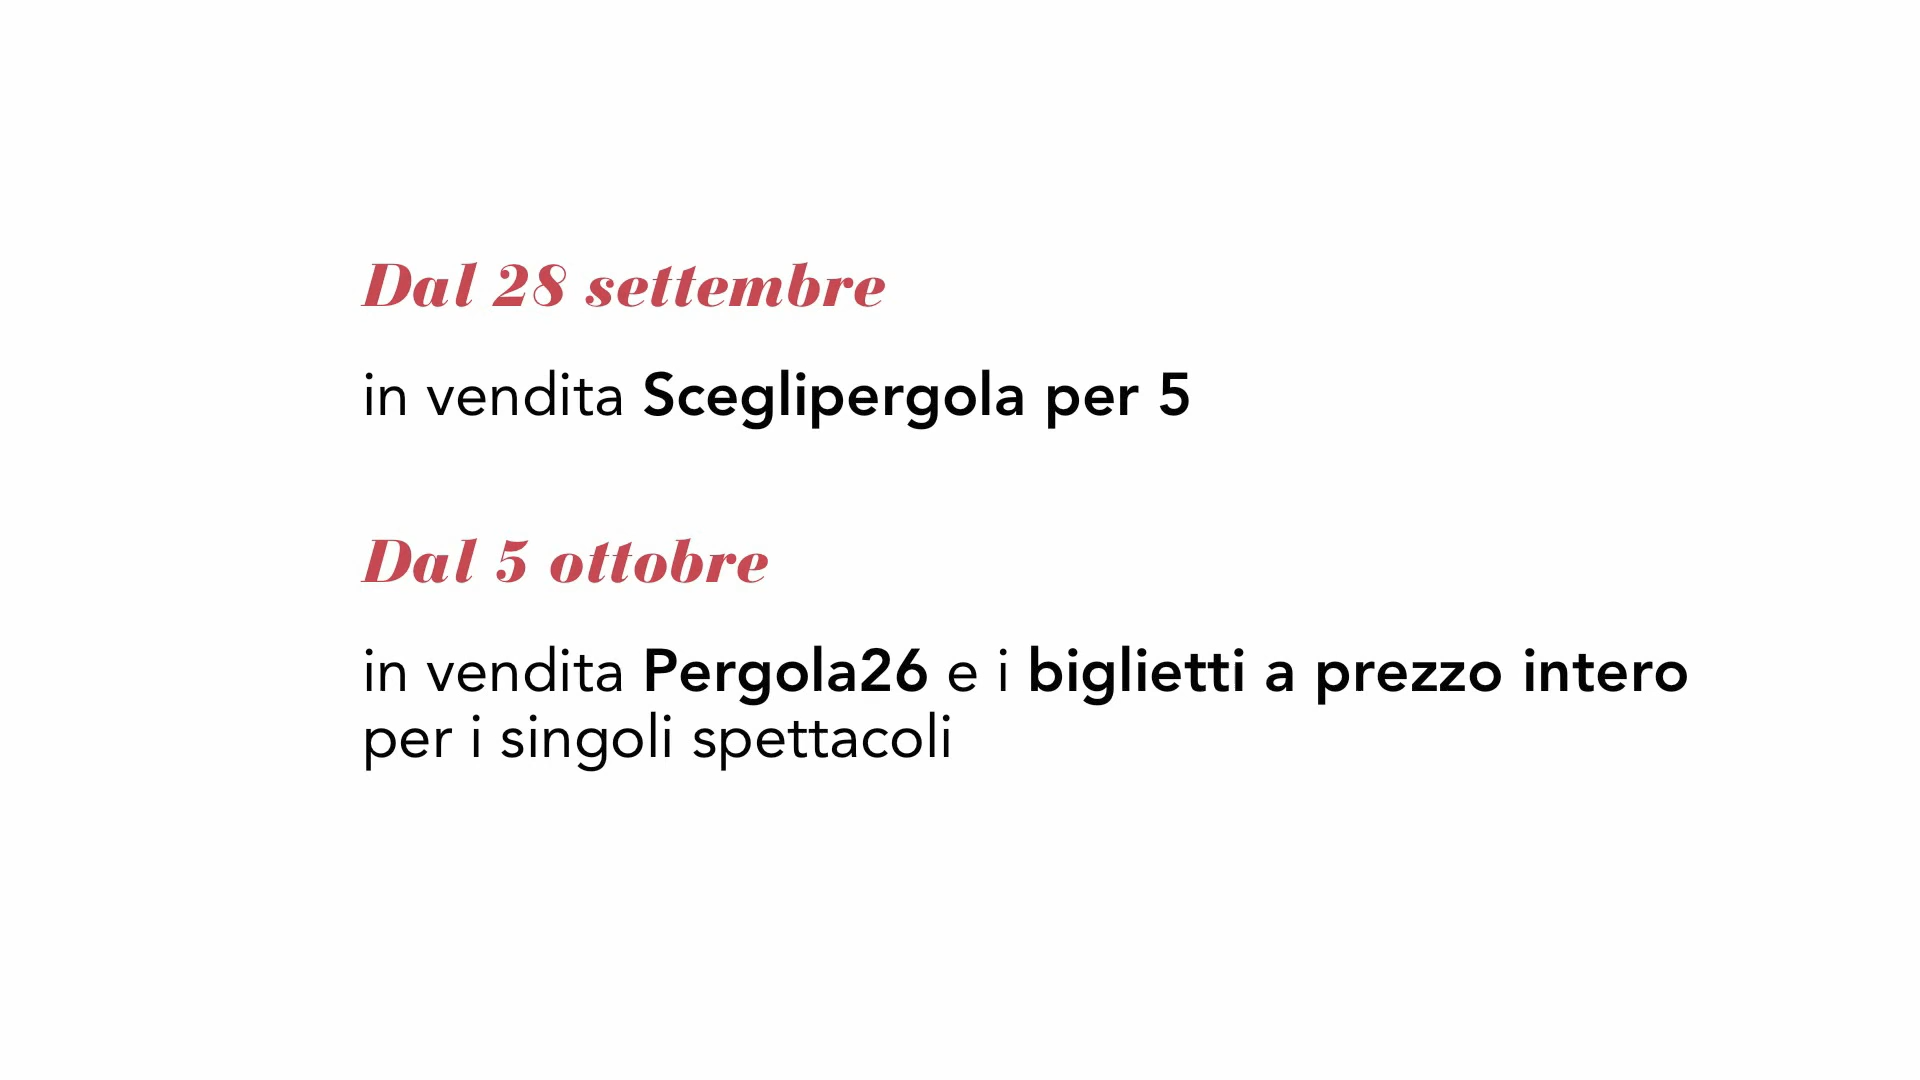 Dal 28 settembre
in vendita Sceglipergola per 5
Dal 5 ottobre
in vendita Pergola26 e i biglietti a prezzo intero
per i singoli spettacoli